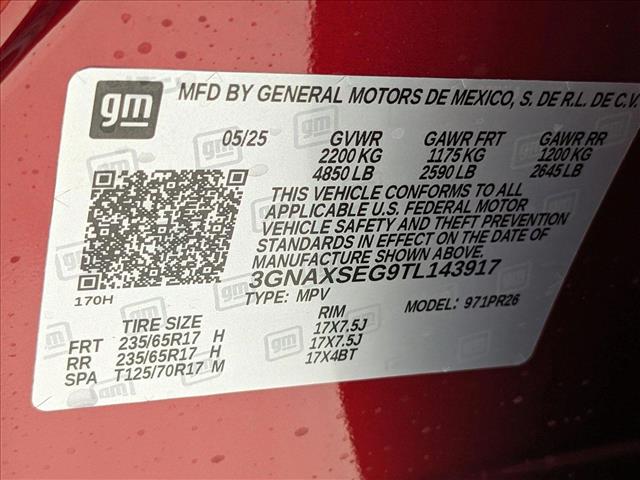 gm
MFD BY GENERAL MOTORS DE MEXICO, S. DE R.L. DE C.V.
05/25 GVWR GAWR FRT GAWR RR
2200 KG 1175 KG 1200 KG
4850 LB 2590 LB 2645 LB
THIS VEHICLE CONFORMS TO ALL
APPLICABLE U.S. FEDERAL MOTOR
VEHICLE SAFETY AND THEFT PREVENTION
STANDARDS IN EFFECT ON THE DATE OF
MANUFACTURE SHOWN ABOVE.
3GNAXSEG9TL143917
170H
TYPE: MPV MODEL: 971PR26
TIRE SIZE RIM
FRT 235/65R17 H 17X7.5J
RR 235/65R17 H 17X7.5J
SPA T125/70R17 M 17X4BT